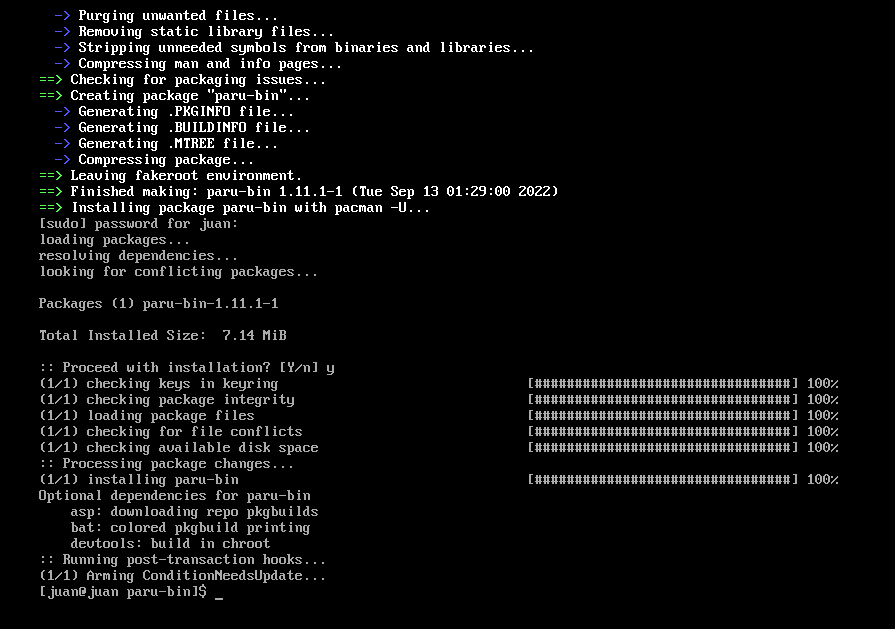 -> Purging unwanted files...
-> Removing static library files...
-> Stripping unneeded symbols from binaries and libraries...
-> Compressing man and info pages...
==> Checking for packaging issues...
==> Creating package "paru-bin"...
-> Generating .PKGINFO file...
-> Generating .BUILDINFO file...
-> Generating .MTREE file...
-> Compressing package...
==> Leaving fakeroot environment.
==> Finished making: paru-bin 1.11.1-1 (Tue Sep 13 01:29:00 2022)
==> Installing package paru-bin with pacman -U...
[sudo] password for juan:
loading packages...
resolving dependencies...
looking for conflicting packages...
Packages (1) paru-bin-1.11.1-1
Total Installed Size:  7.14 MiB
:: Proceed with installation? [Y/n] y
(1/1) checking keys in keyring [################################] 100%
(1/1) checking package integrity [################################] 100%
(1/1) loading package files [################################] 100%
(1/1) checking for file conflicts [################################] 100%
(1/1) checking available disk space [################################] 100%
:: Processing package changes...
(1/1) installing paru-bin [################################] 100%
Optional dependencies for paru-bin
asp: downloading repo pkgbuilds
bat: colored pkgbuild printing
devtools: build in chroot
:: Running post-transaction hooks...
(1/1) Arming ConditionNeedsUpdate...
[juan@juan paru-bin]$ _